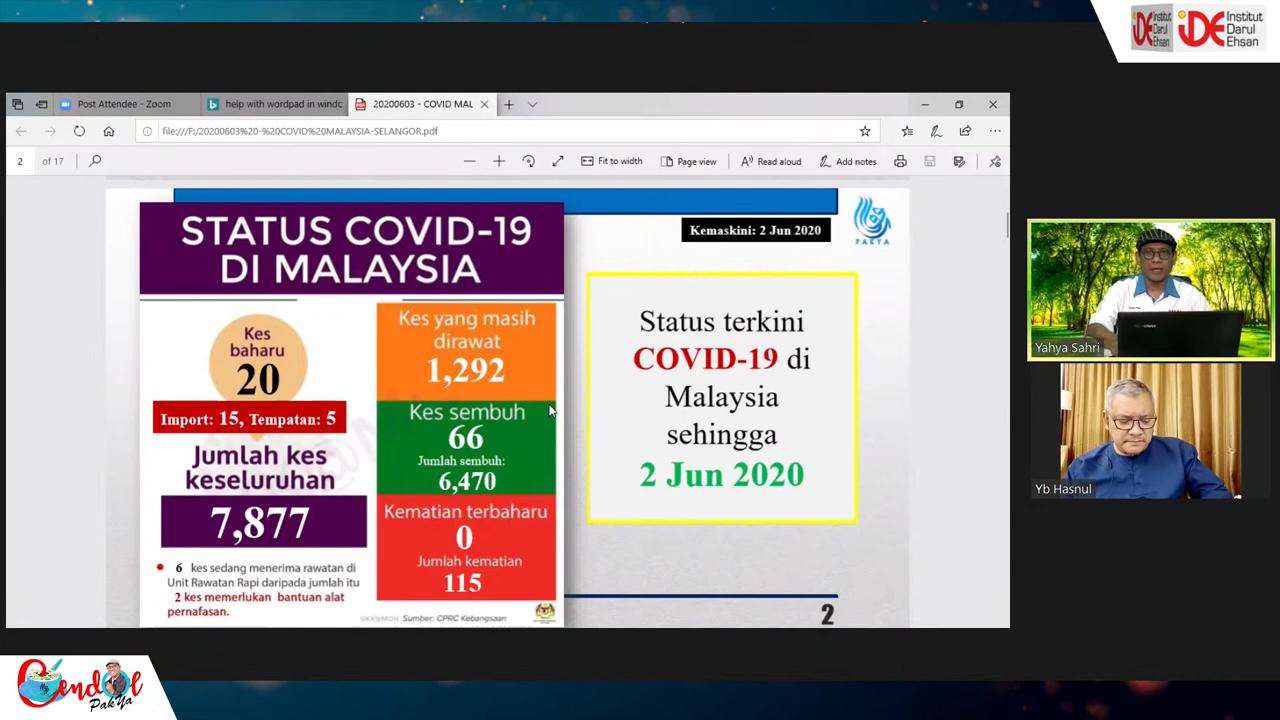 Institut
Darul
Ehsan
Institut
Darul
Ehsan
Post Attendee - Zoom
help with wordpad in windc
20200603 - COVID MAL
file:///F:/20200603%20-%20COVID%20MALAYSIA-SELANGOR.pdf
2 of 17
Fit to width
Page view
Read aloud
Add notes
STATUS COVID-19
DI MALAYSIA
Kemaskini: 2 Jun 2020
PAKYA
Kes
baharu
20
Import: 15, Tempatan: 5
Jumlah kes
keseluruhan
7,877
6 kes sedang menerima rawatan di
Unit Rawatan Rapi daripada jumlah itu
2 kes memerlukan bantuan alat
pernafasan.
Kes yang masih
dirawat
1,292
Kes sembuh
66
Jumlah sembuh:
6,470
Kematian terbaharu
0
Jumlah kematian
115
Sumber: CPRC Kebangsaan
Status terkini
COVID-19 di
Malaysia
sehingga
2 Jun 2020
2
Yahya Sahri
Yb Hasnul
Cendol
PakYa